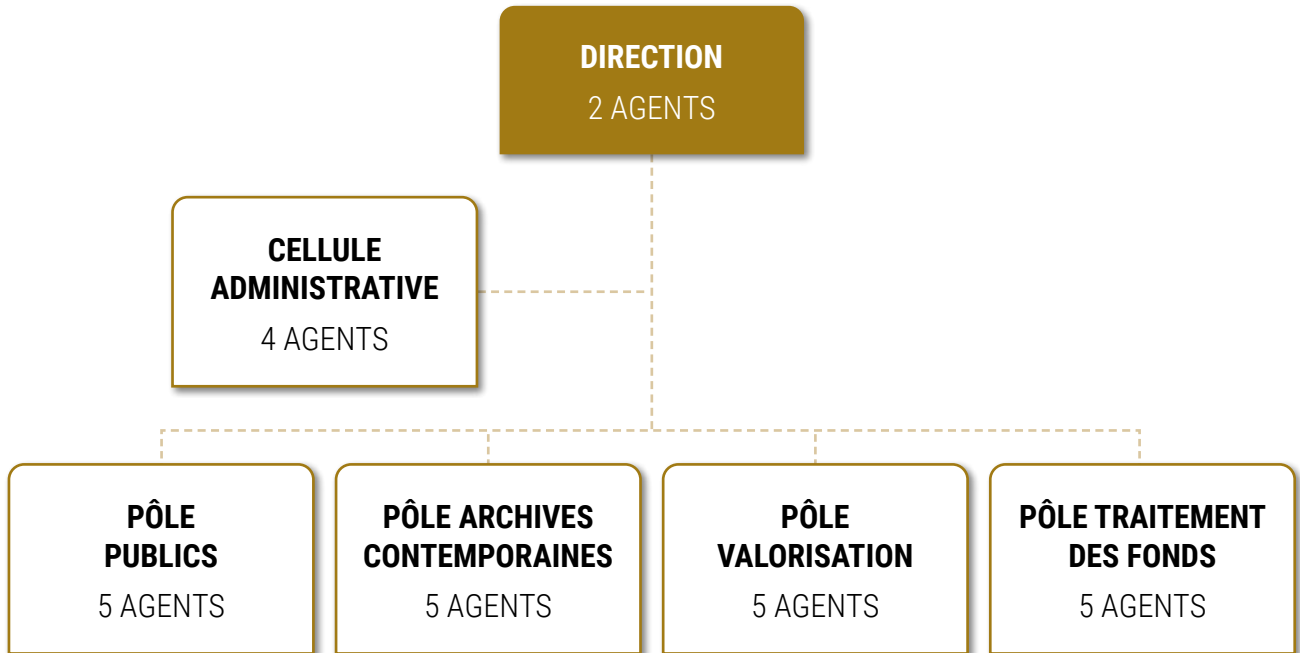 DIRECTION
2 AGENTS
CELLULE
ADMINISTRATIVE
4 AGENTS
PÔLE
PUBLICS
5 AGENTS
PÔLE ARCHIVES
CONTEMPORAINES
5 AGENTS
PÔLE
VALORISATION
5 AGENTS
PÔLE TRAITEMENT
DES FONDS
5 AGENTS